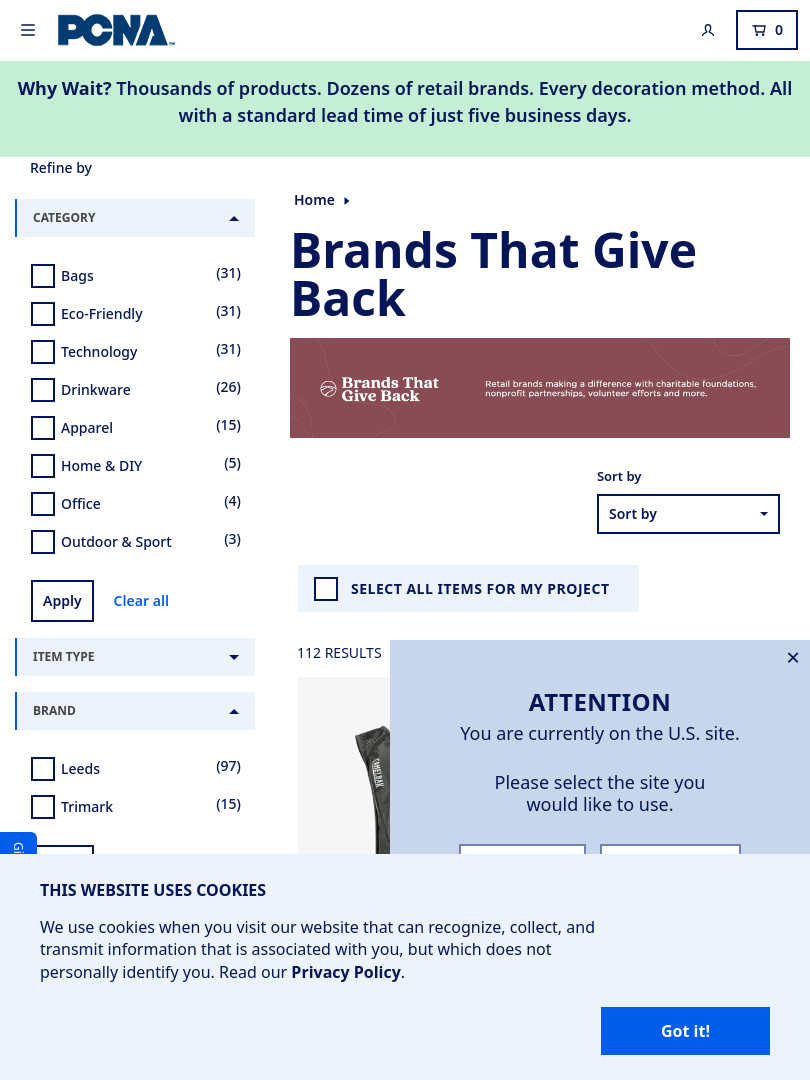 PCNA
0
Why Wait? Thousands of products. Dozens of retail brands. Every decoration method. All
with a standard lead time of just five business days.
Refine by
CATEGORY
Bags (31)
Eco-Friendly (31)
Technology (31)
Drinkware (26)
Apparel (15)
Home & DIY (5)
Office (4)
Outdoor & Sport (3)
Apply Clear all
ITEM TYPE
BRAND
Leeds (97)
Trimark (15)
Home
Brands That Give
Back
Brands That
Give Back
Retail brands making a difference with charitable foundations,
nonprofit partnerships, volunteer efforts and more.
Sort by
Sort by
SELECT ALL ITEMS FOR MY PROJECT
112 RESULTS
CAMELBAK
ATTENTION
You are currently on the U.S. site.
Please select the site you
would like to use.
THIS WEBSITE USES COOKIES
We use cookies when you visit our website that can recognize, collect, and
transmit information that is associated with you, but which does not
personally identify you. Read our Privacy Policy.
Got it!